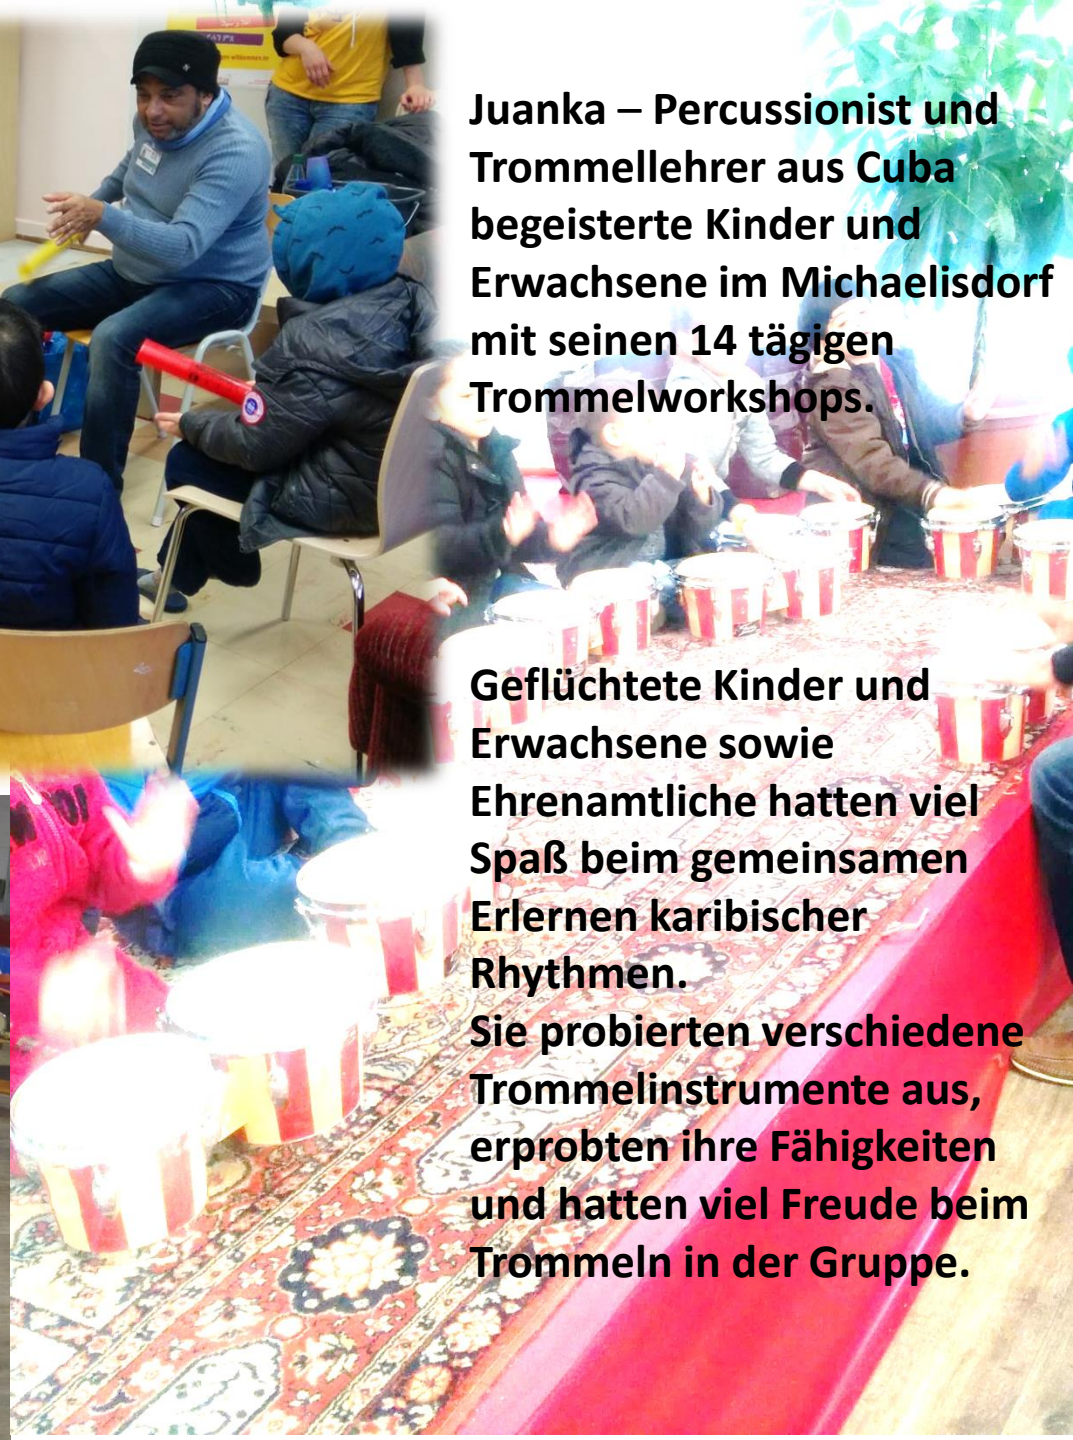 Juanka – Percussionist und
Trommellehrer aus Cuba
begeisterte Kinder und
Erwachsene im Michaelisdorf
mit seinen 14 tägigen
Trommelworkshops.
Geflüchtete Kinder und
Erwachsene sowie
Ehrenamtliche hatten viel
Spaß beim gemeinsamen
Erlernen karibischer
Rhythmen.
Sie probierten verschiedene
Trommelinstrumente aus,
erprobten ihre Fähigkeiten
und hatten viel Freude beim
Trommeln in der Gruppe.